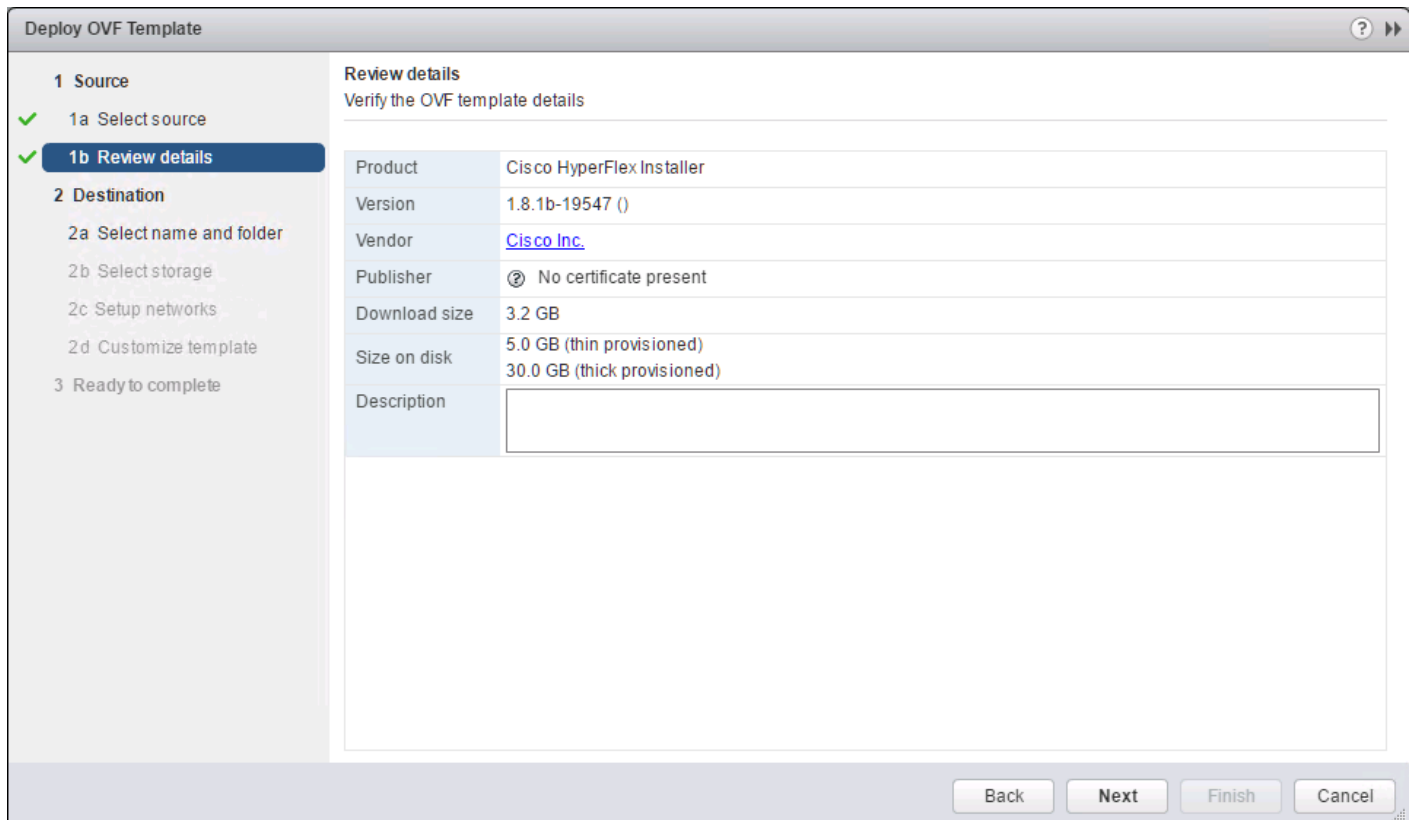 Deploy OVF Template
1 Source
1a Select source
1b Review details
2 Destination
2a Select name and folder
2b Select storage
2c Setup networks
2d Customize template
3 Ready to complete
Review details
Verify the OVF template details
Product Cisco HyperFlex Installer
Version 1.8.1b-19547 ()
Vendor Cisco Inc.
Publisher ? No certificate present
Download size 3.2 GB
Size on disk 5.0 GB (thin provisioned)
30.0 GB (thick provisioned)
Description
Back Next Finish Cancel